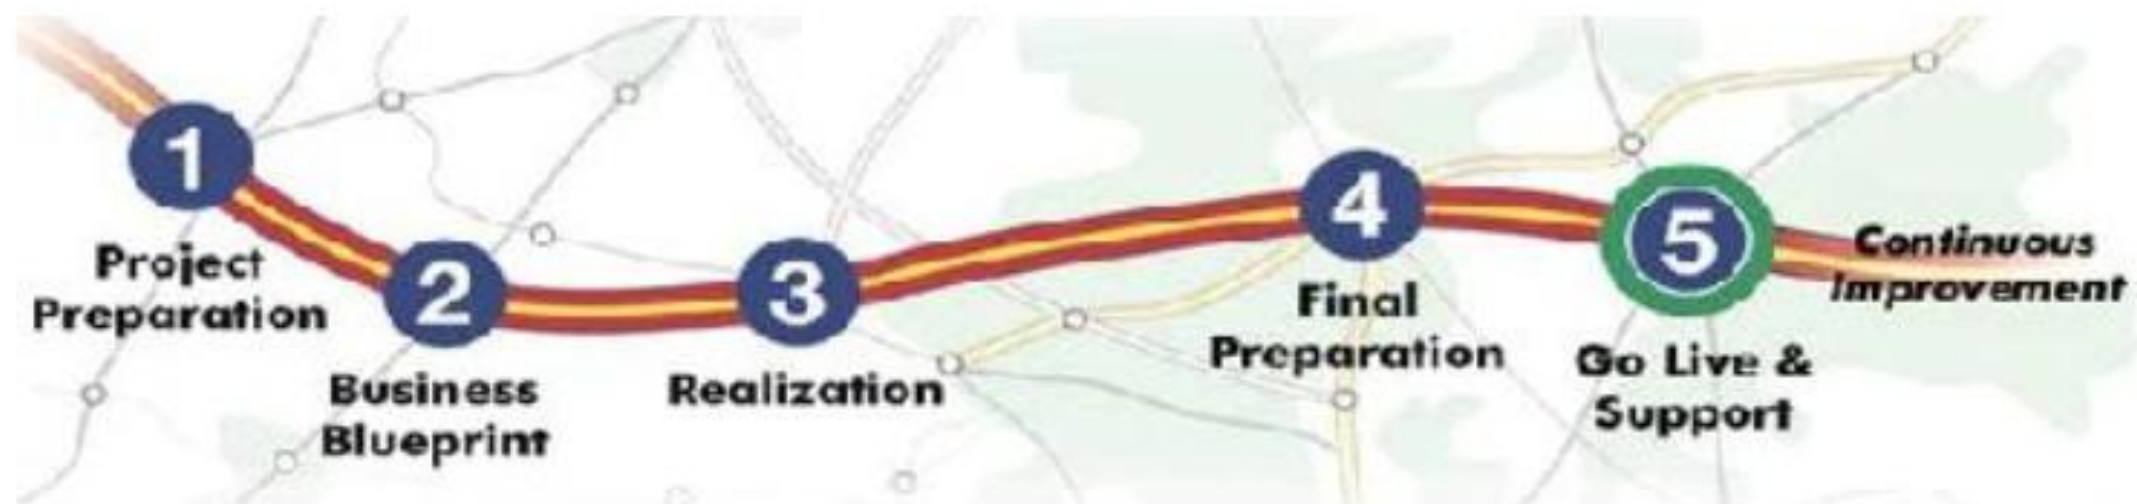 1
Project
Preparation
2
Business
Blueprint
3
Realization
4
Final
Preparation
5
Go Live &
Support
Continuous
Improvement